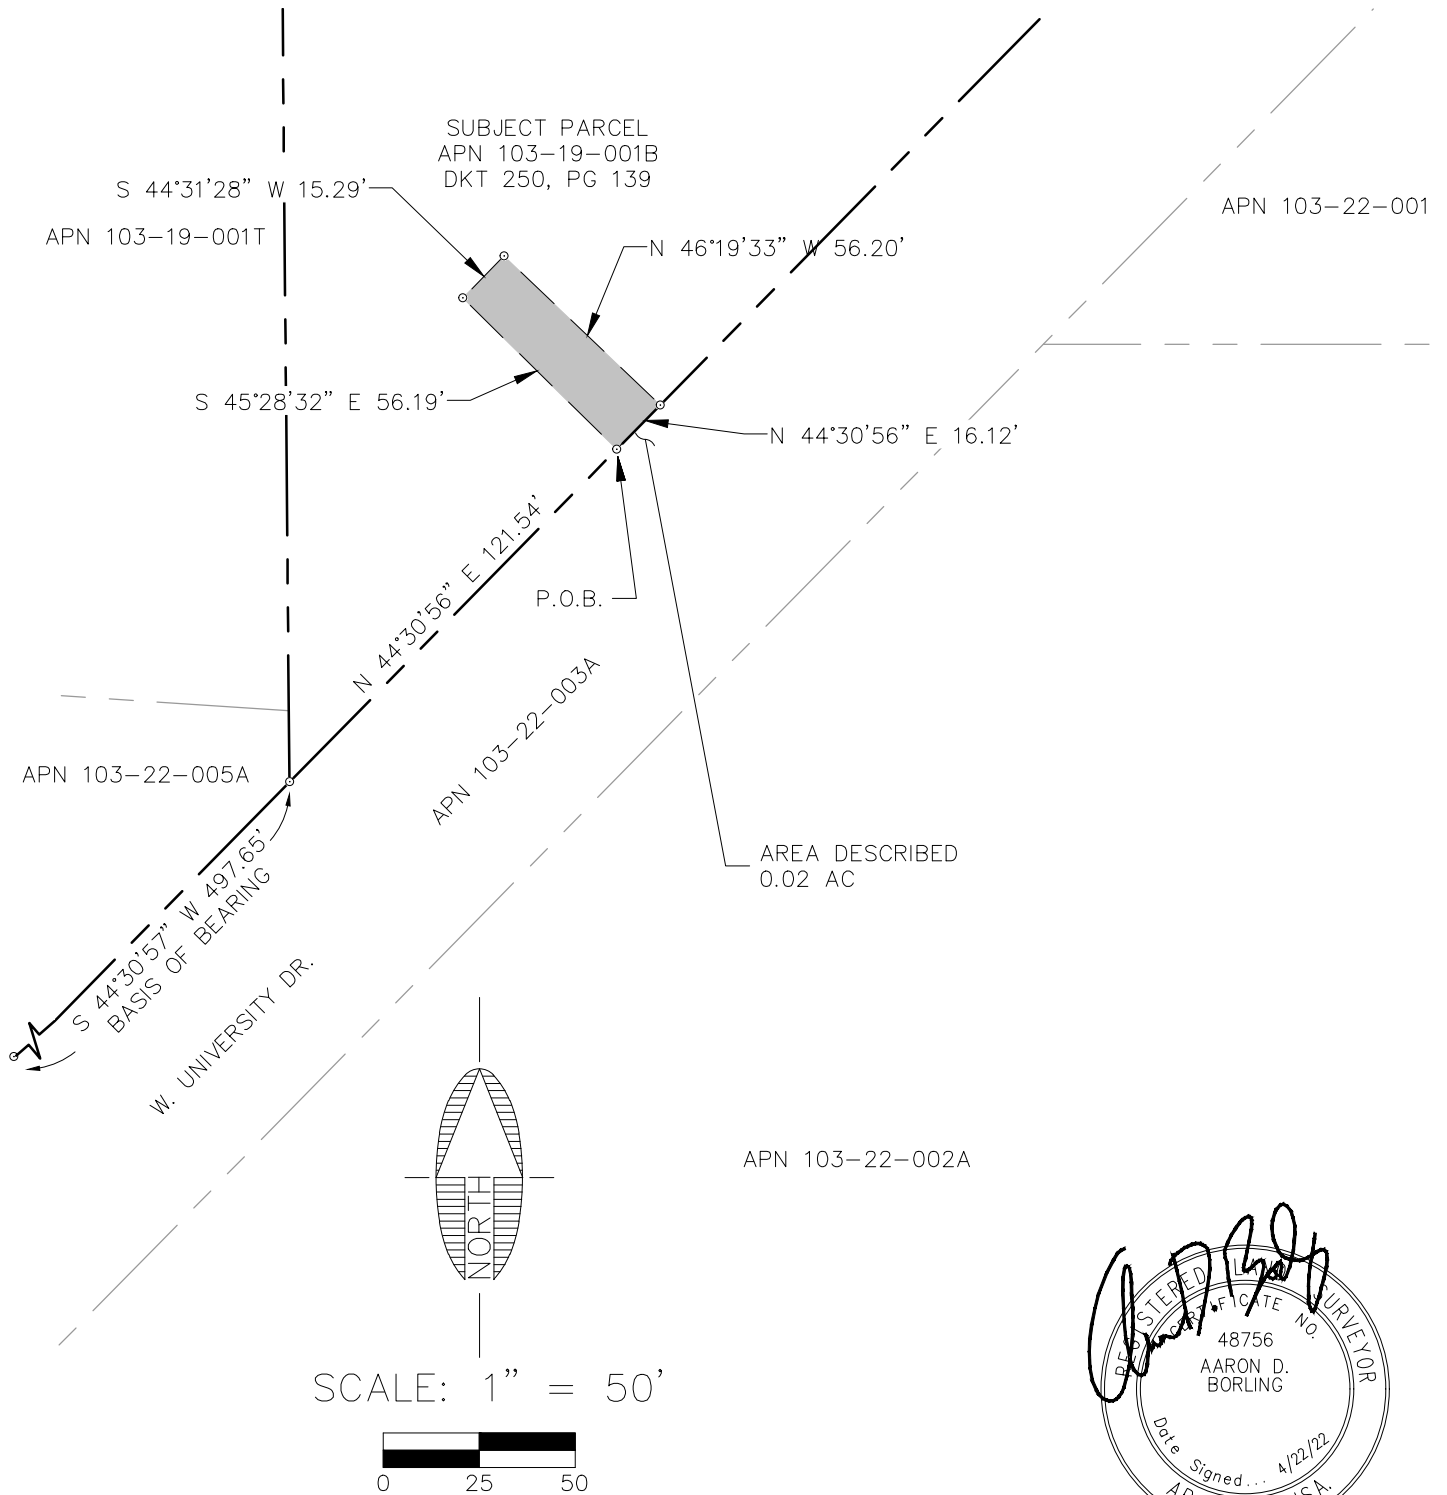 SUBJECT PARCEL
APN 103-19-001B
DKT 250, PG 139
S 44°31'28" W 15.29'
APN 103-19-001T
APN 103-22-001
N 46°19'33" W 56.20'
S 45°28'32" E 56.19'
N 44°30'56" E 16.12'
N 44°30'56" E 121.54'
P.O.B.
APN 103-22-003A
APN 103-22-005A
AREA DESCRIBED
0.02 AC
S 44°30'57" W 497.65'
BASIS OF BEARING
W. UNIVERSITY DR.
APN 103-22-002A
NORTH
SCALE: 1" = 50'
0 25 50
REGISTERED LAND SURVEYOR
CERTIFICATE NO.
48756
AARON D.
BORLING
Date Signed... 4/22/22